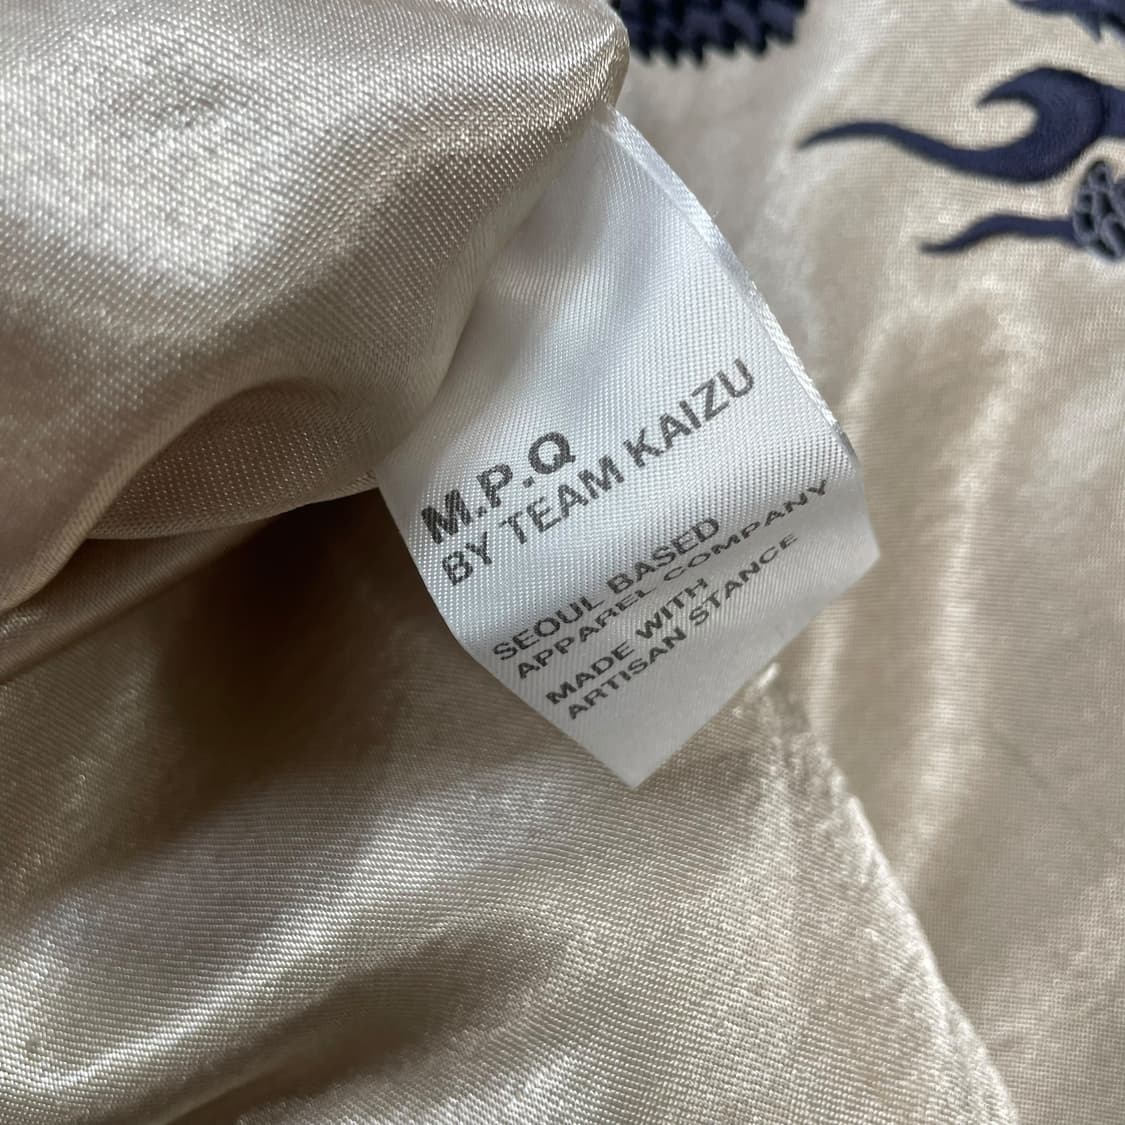 M.P.Q
BY TEAM KAIZU
SEOUL BASED
APPAREL COMPANY
MADE WITH
ARTISAN STANCE